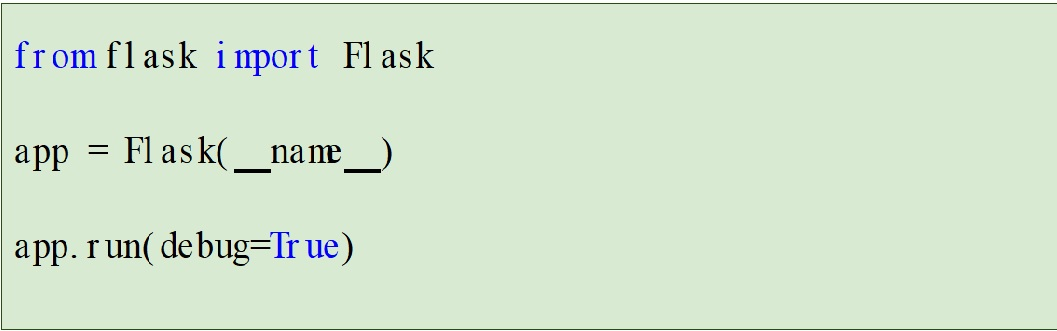 from flask import Flask
app = Flask(__name__)
app.run(debug=True)